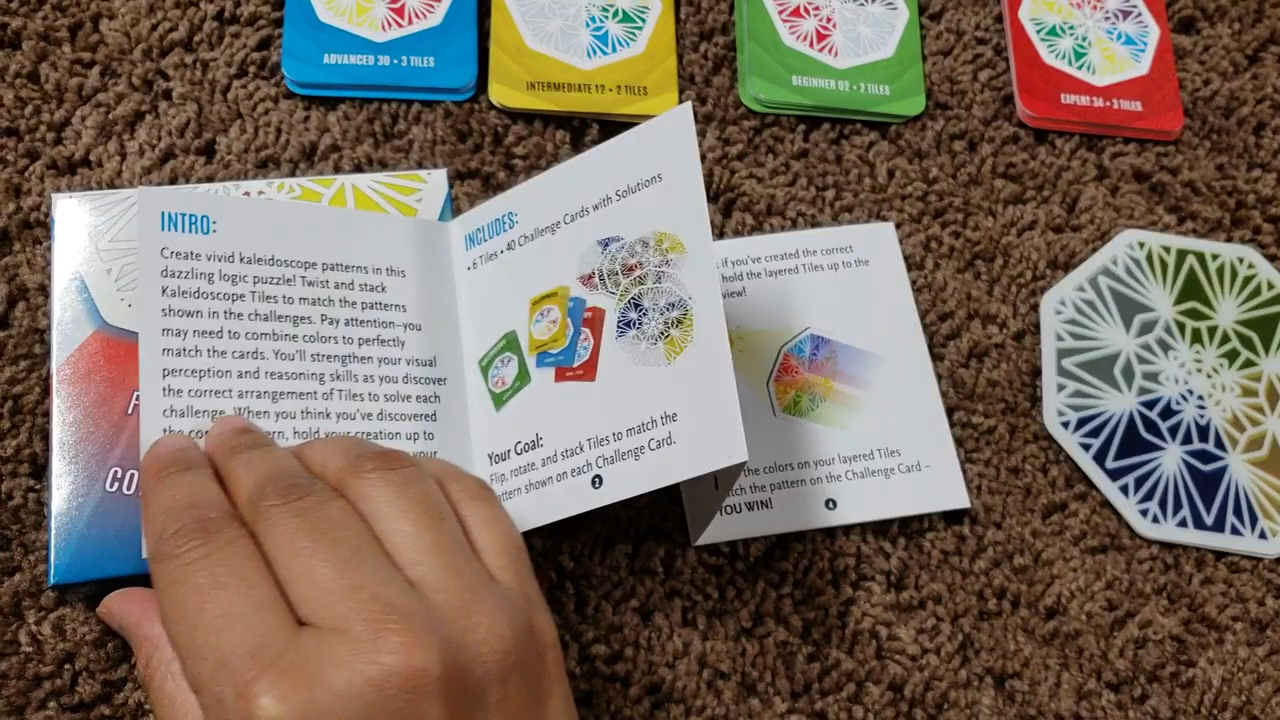 ADVANCED 30 • 3 TILES
INTERMEDIATE 12 • 2 TILES
BEGINNER 02 • 2 TILES
EXPERT 34 • 3 TILES
INTRO:
Create vivid kaleidoscope patterns in this
dazzling logic puzzle! Twist and stack
Kaleidoscope Tiles to match the patterns
shown in the challenges. Pay attention–you
may need to combine colors to perfectly
match the cards. You'll strengthen your visual
perception and reasoning skills as you discover
the correct arrangement of Tiles to solve each
challenge. When you think you've discovered
hold your creation up to
your
INCLUDES:
• 6 Tiles • 40 Challenge Cards with Solutions
Your Goal:
Flip, rotate, and stack Tiles to match the
shown on each Challenge Card.
2
if you've created the correct
hold the layered Tiles up to the
the colors on your layered Tiles
the pattern on the Challenge Card –
YOU WIN!
4